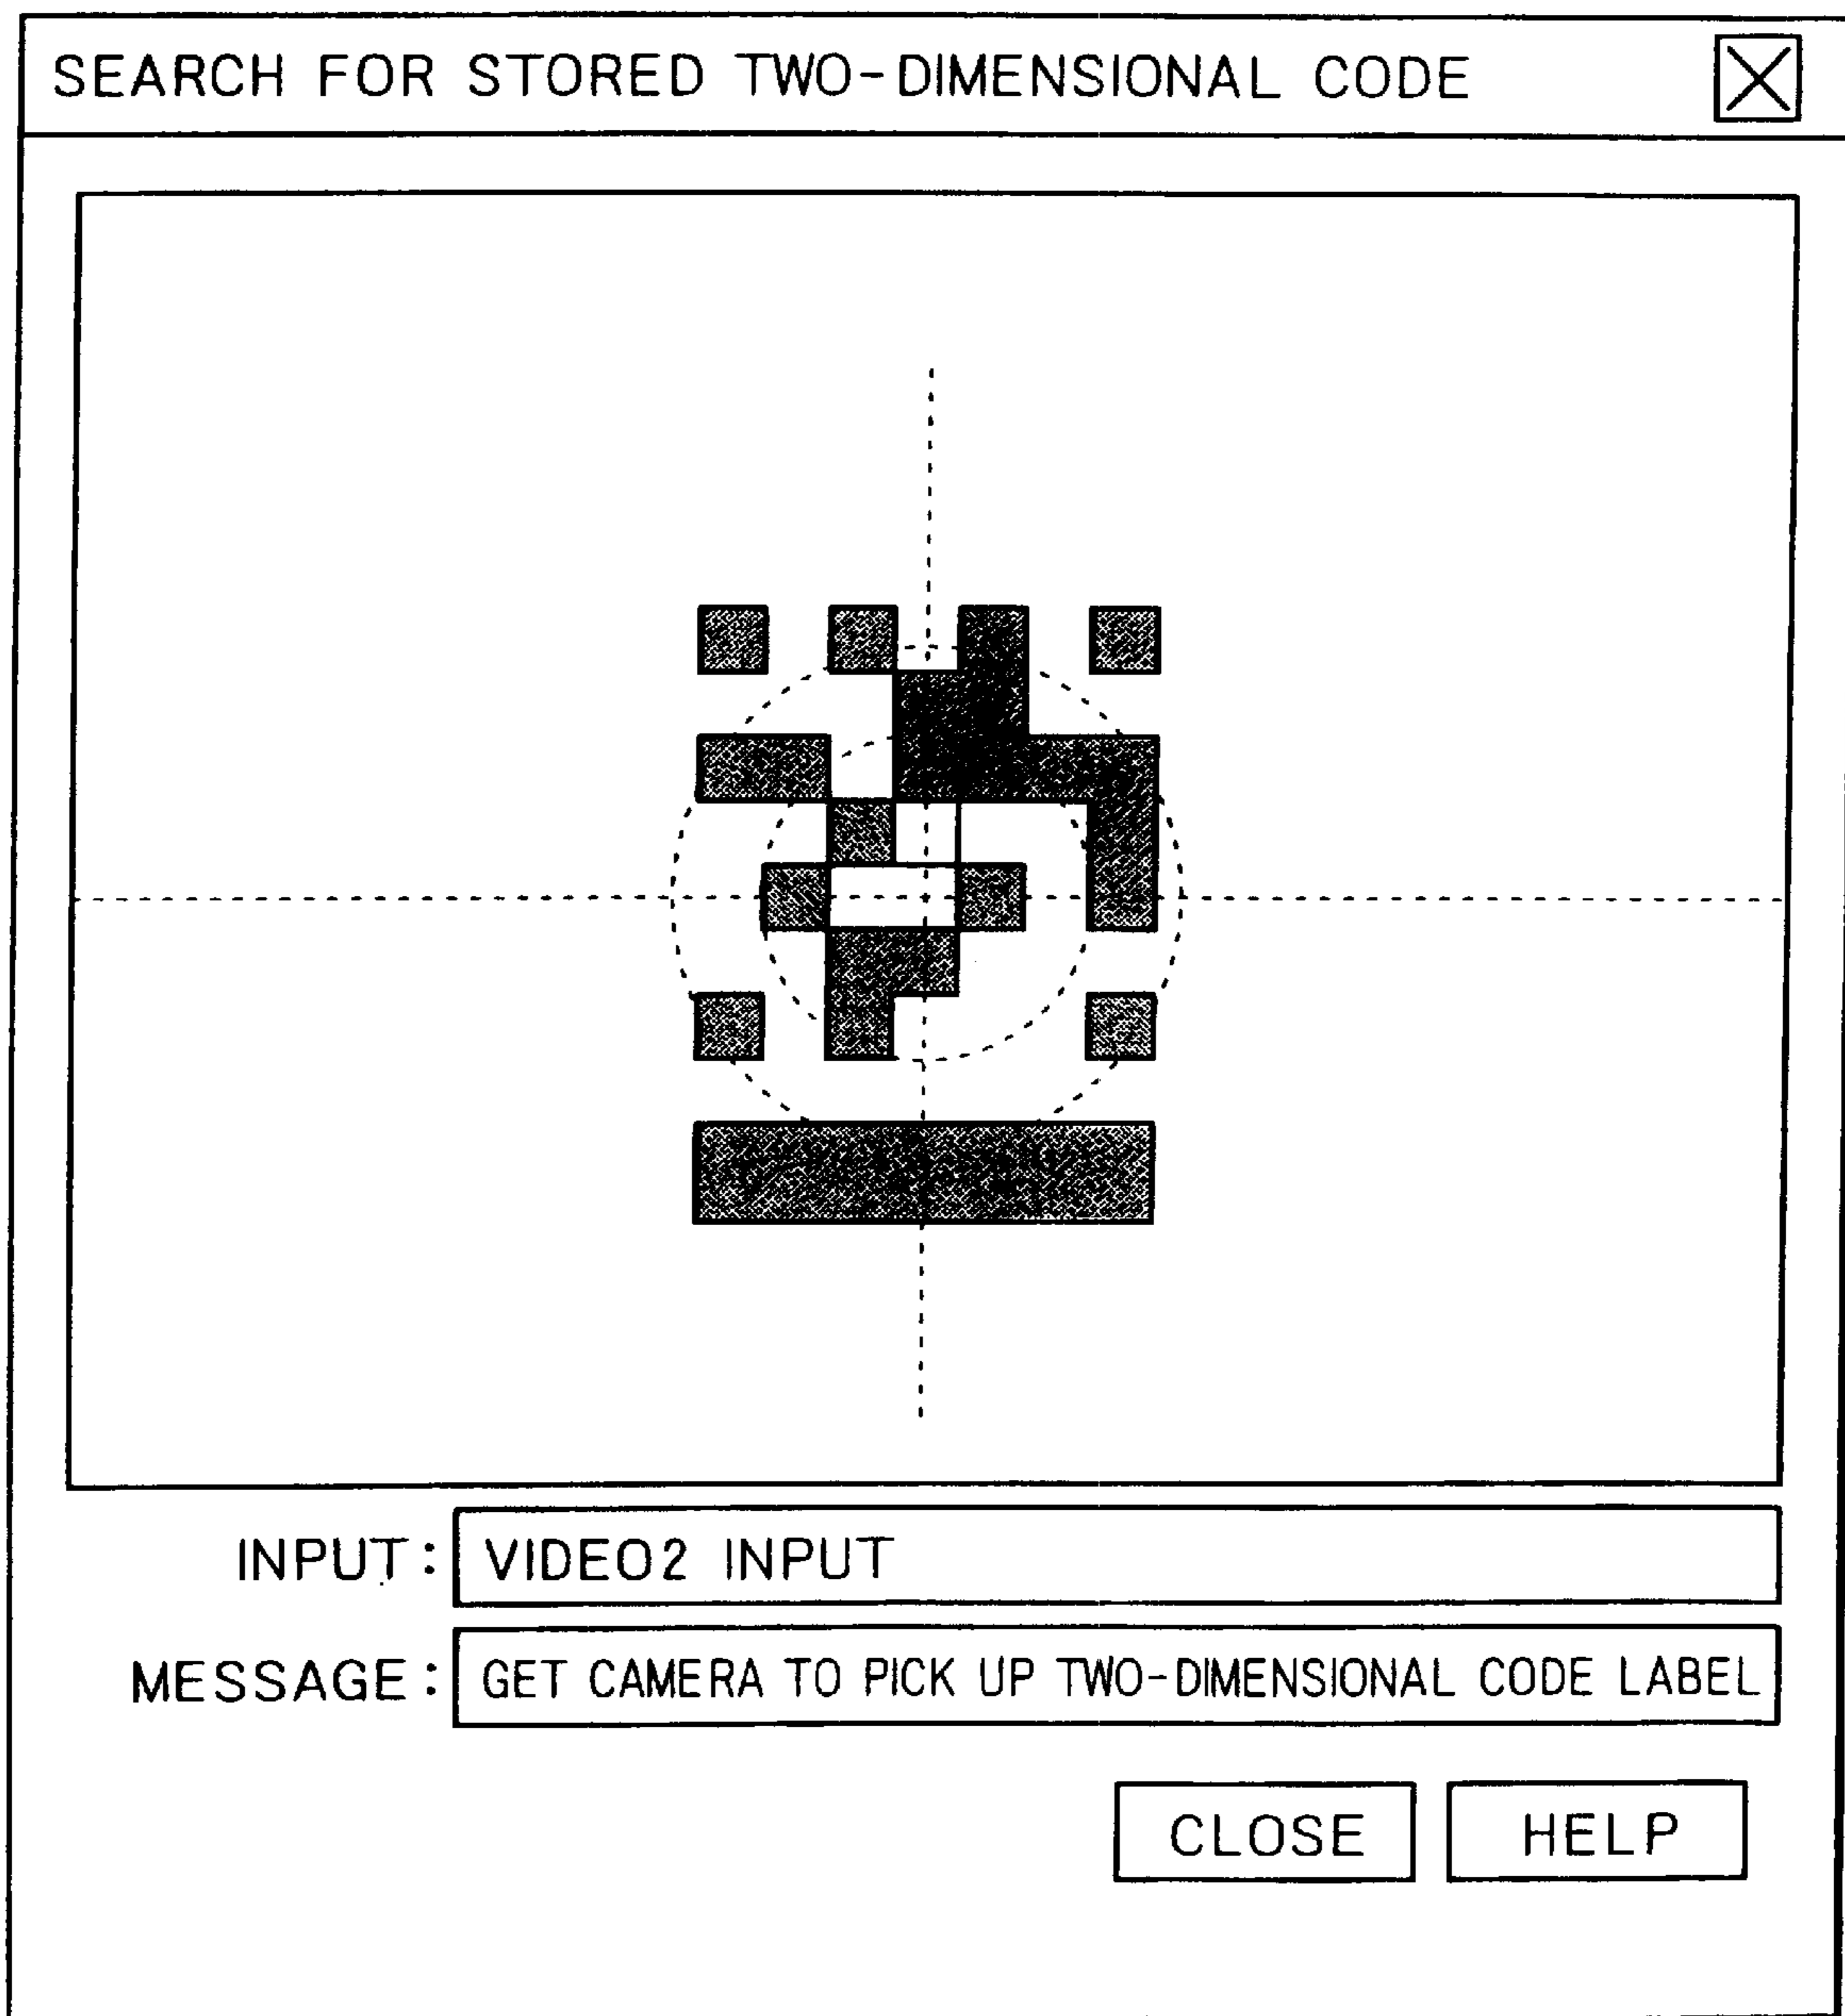 SEARCH FOR STORED TWO-DIMENSIONAL CODE
INPUT: VIDEO2 INPUT
MESSAGE: GET CAMERA TO PICK UP TWO-DIMENSIONAL CODE LABEL
CLOSE HELP